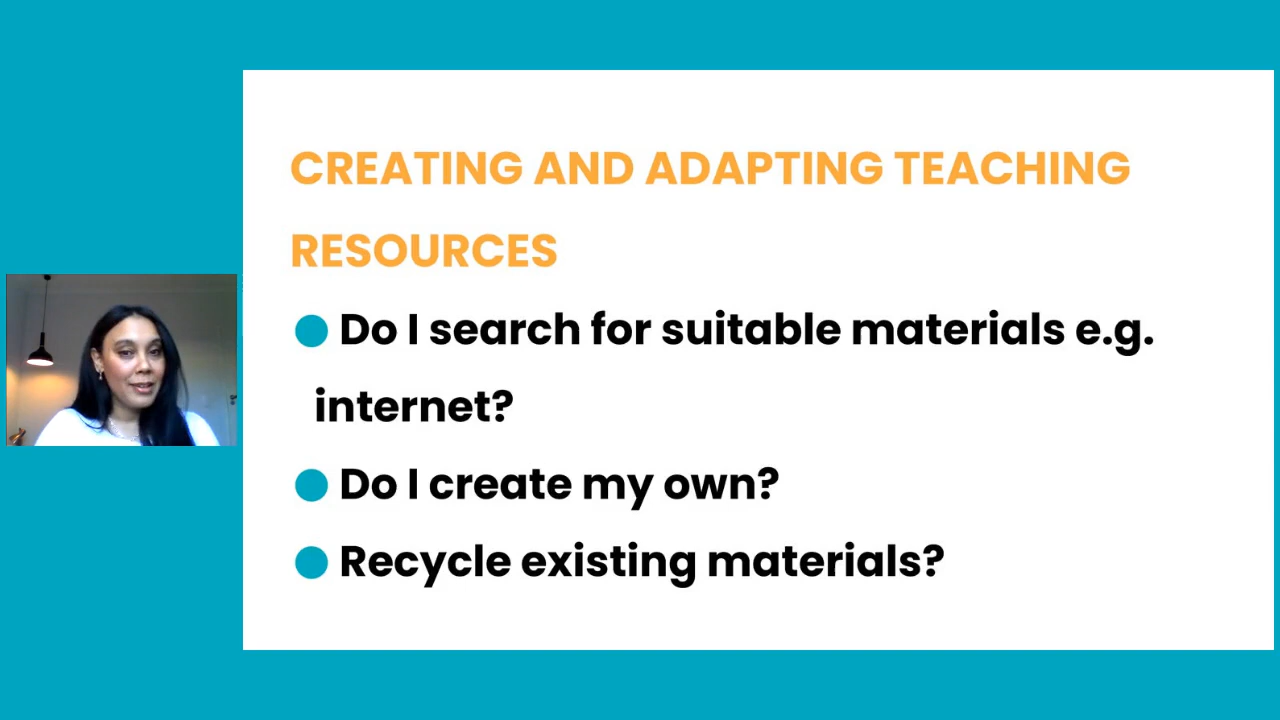 CREATING AND ADAPTING TEACHING
RESOURCES
Do I search for suitable materials e.g.
internet?
Do I create my own?
Recycle existing materials?